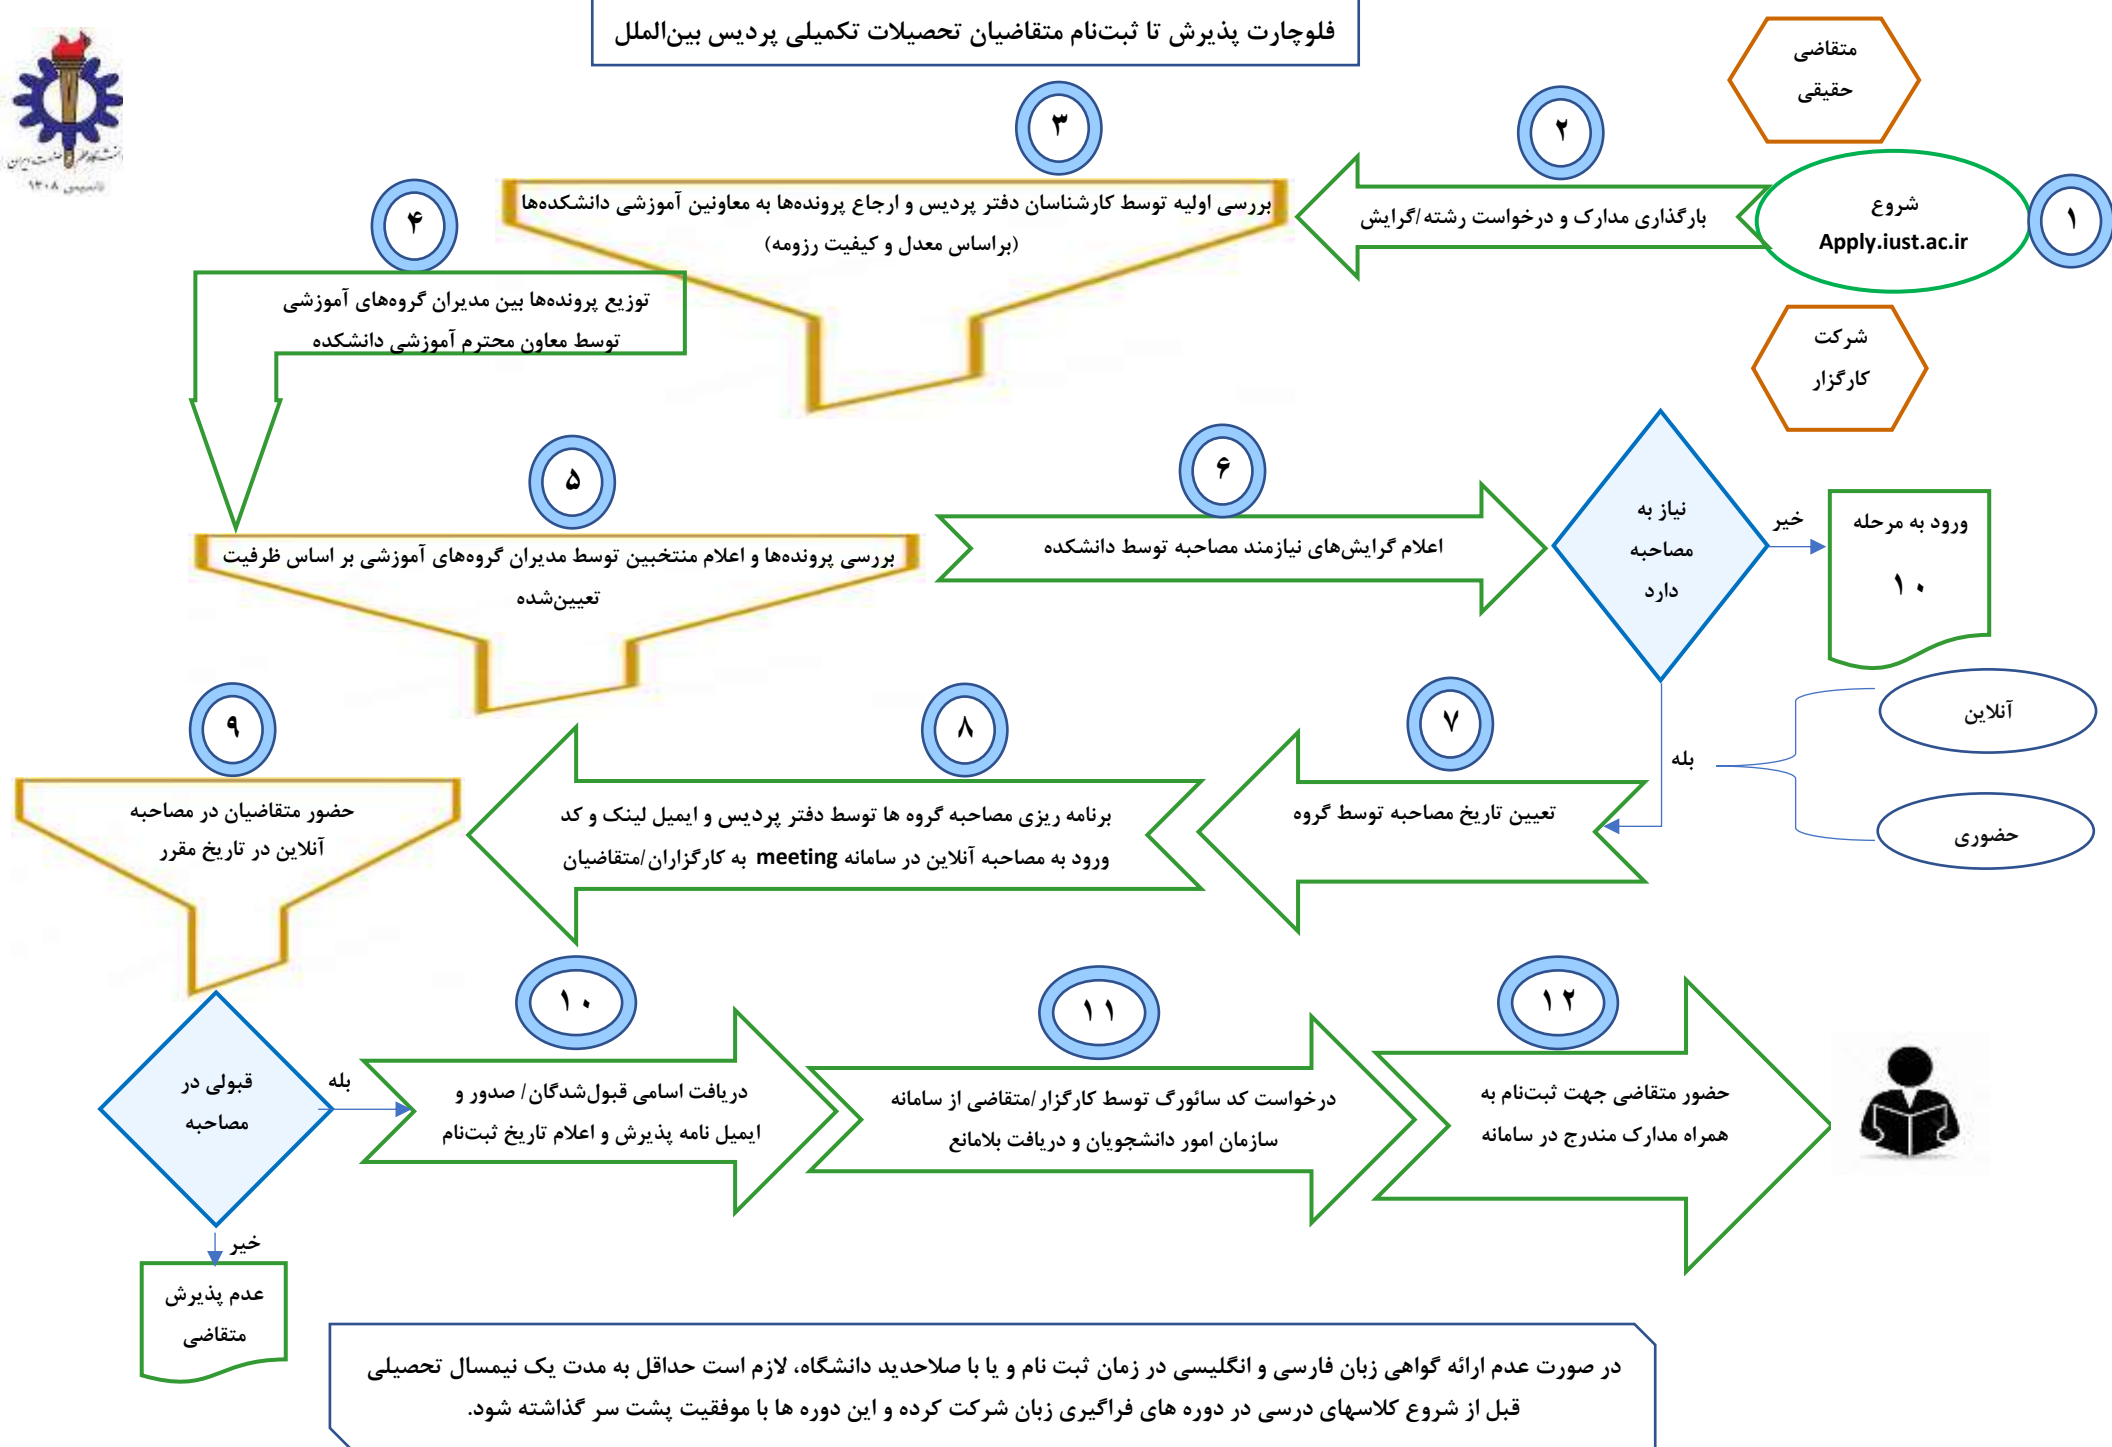 فلوچارت پذیرش تا ثبت‌نام متقاضیان تحصیلات تکمیلی پردیس بین‌الملل
متقاضی
حقیقی
۱
شروع
Apply.iust.ac.ir
شرکت
کارگزار
۲
بارگذاری مدارک و درخواست رشته/گرایش
۳
بررسی اولیه توسط کارشناسان دفتر پردیس و ارجاع پرونده‌ها به معاونین آموزشی دانشکده‌ها
(براساس معدل و کیفیت رزومه)
۴
توزیع پرونده‌ها بین مدیران گروه‌های آموزشی
توسط معاون محترم آموزشی دانشکده
دانشگاه علم و صنعت ایران
تاسیس ۱۳۰۸
۵
بررسی پرونده‌ها و اعلام منتخبین توسط مدیران گروه‌های آموزشی بر اساس ظرفیت
تعیین‌شده
۶
اعلام گرایش‌های نیازمند مصاحبه توسط دانشکده
نیاز به
مصاحبه
دارد
خیر
ورود به مرحله
۱۰
بله
آنلاین
حضوری
۷
تعیین تاریخ مصاحبه توسط گروه
۸
برنامه ریزی مصاحبه گروه ها توسط دفتر پردیس و ایمیل لینک و کد
ورود به مصاحبه آنلاین در سامانه meeting به کارگزاران/متقاضیان
۹
حضور متقاضیان در مصاحبه
آنلاین در تاریخ مقرر
قبولی در
مصاحبه
بله
خیر
عدم پذیرش
متقاضی
۱۰
دریافت اسامی قبول‌شدگان/ صدور و
ایمیل نامه پذیرش و اعلام تاریخ ثبت‌نام
۱۱
درخواست کد سائورگ توسط کارگزار/متقاضی از سامانه
سازمان امور دانشجویان و دریافت بلامانع
۱۲
حضور متقاضی جهت ثبت‌نام به
همراه مدارک مندرج در سامانه
در صورت عدم ارائه گواهی زبان فارسی و انگلیسی در زمان ثبت نام و یا با صلاحدید دانشگاه، لازم است حداقل به مدت یک نیمسال تحصیلی
قبل از شروع کلاسهای درسی در دوره های فراگیری زبان شرکت کرده و این دوره ها با موفقیت پشت سر گذاشته شود.